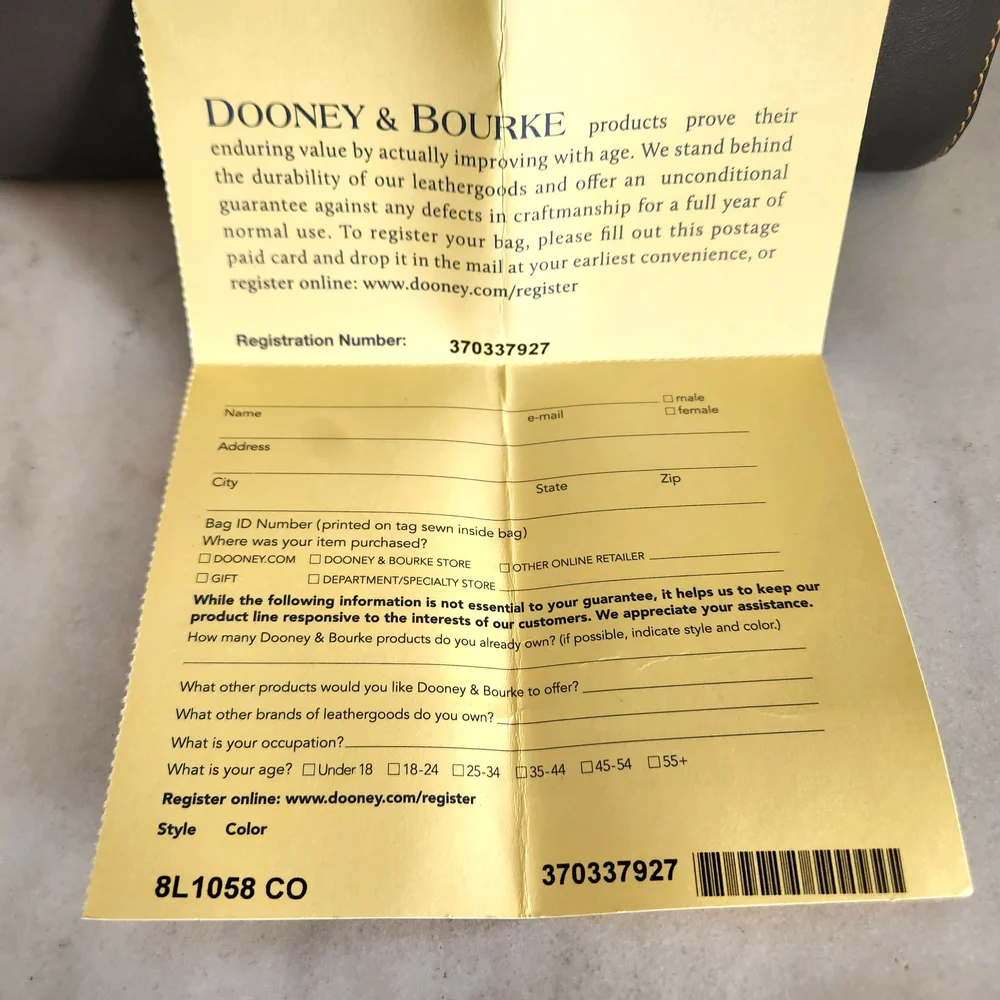 DOONEY & BOURKE products prove their
enduring value by actually improving with age. We stand behind
the durability of our leathergoods and offer an unconditional
guarantee against any defects in craftmanship for a full year of
normal use. To register your bag, please fill out this postage
paid card and drop it in the mail at your earliest convenience, or
register online: www.dooney.com/register
Registration Number: 370337927
☐ male
Name e-mail ☐ female
Address
City State Zip
Bag ID Number (printed on tag sewn inside bag)
Where was your item purchased?
☐ DOONEY.COM ☐ DOONEY & BOURKE STORE ☐ OTHER ONLINE RETAILER
☐ GIFT ☐ DEPARTMENT/SPECIALTY STORE
While the following information is not essential to your guarantee, it helps us to keep our
product line responsive to the interests of our customers. We appreciate your assistance.
How many Dooney & Bourke products do you already own? (if possible, indicate style and color.)
What other products would you like Dooney & Bourke to offer?
What other brands of leathergoods do you own?
What is your occupation?
What is your age? ☐ Under 18 ☐ 18-24 ☐ 25-34 ☐ 35-44 ☐ 45-54 ☐ 55+
Register online: www.dooney.com/register
Style Color
8L1058 CO 370337927